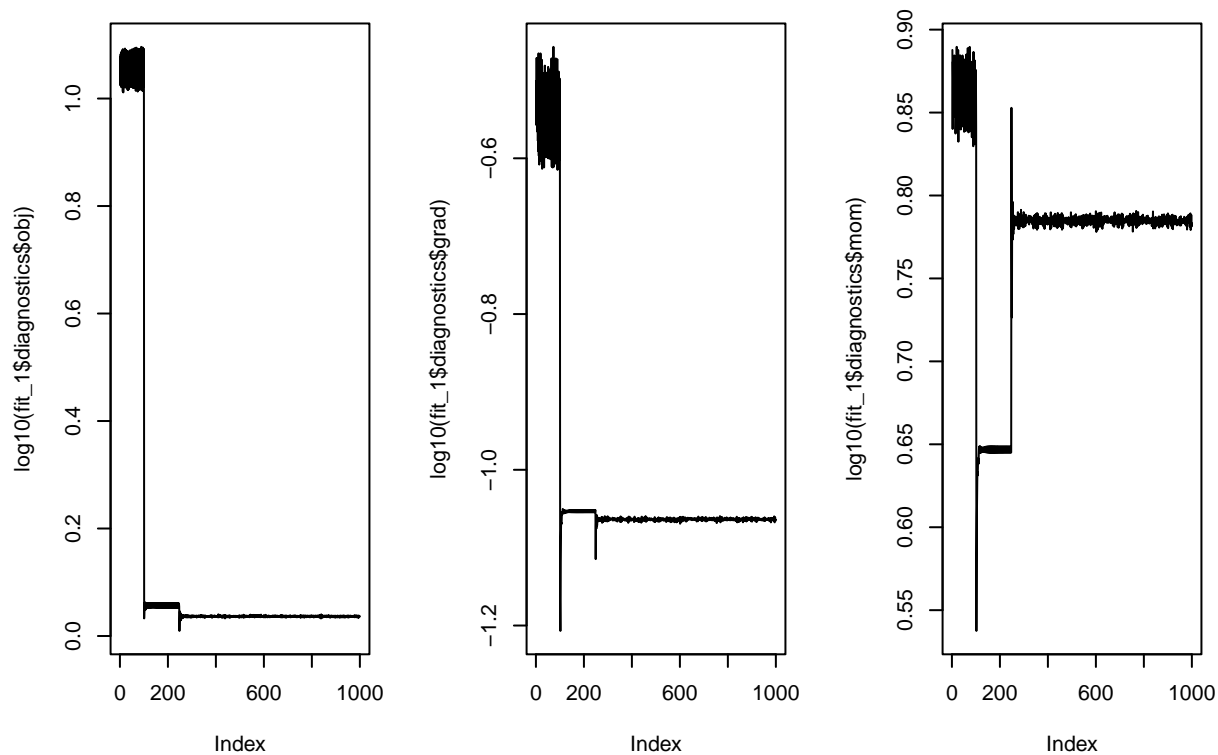 log10(fit_1$diagnostics$obj)
1.0
0.8
0.6
0.4
0.2
0.0
0 200 600 1000
Index
log10(fit_1$diagnostics$grad)
−0.6
−0.8
−1.0
−1.2
0 200 600 1000
Index
log10(fit_1$diagnostics$mom)
0.90
0.85
0.80
0.75
0.70
0.65
0.60
0.55
0 200 600 1000
Index